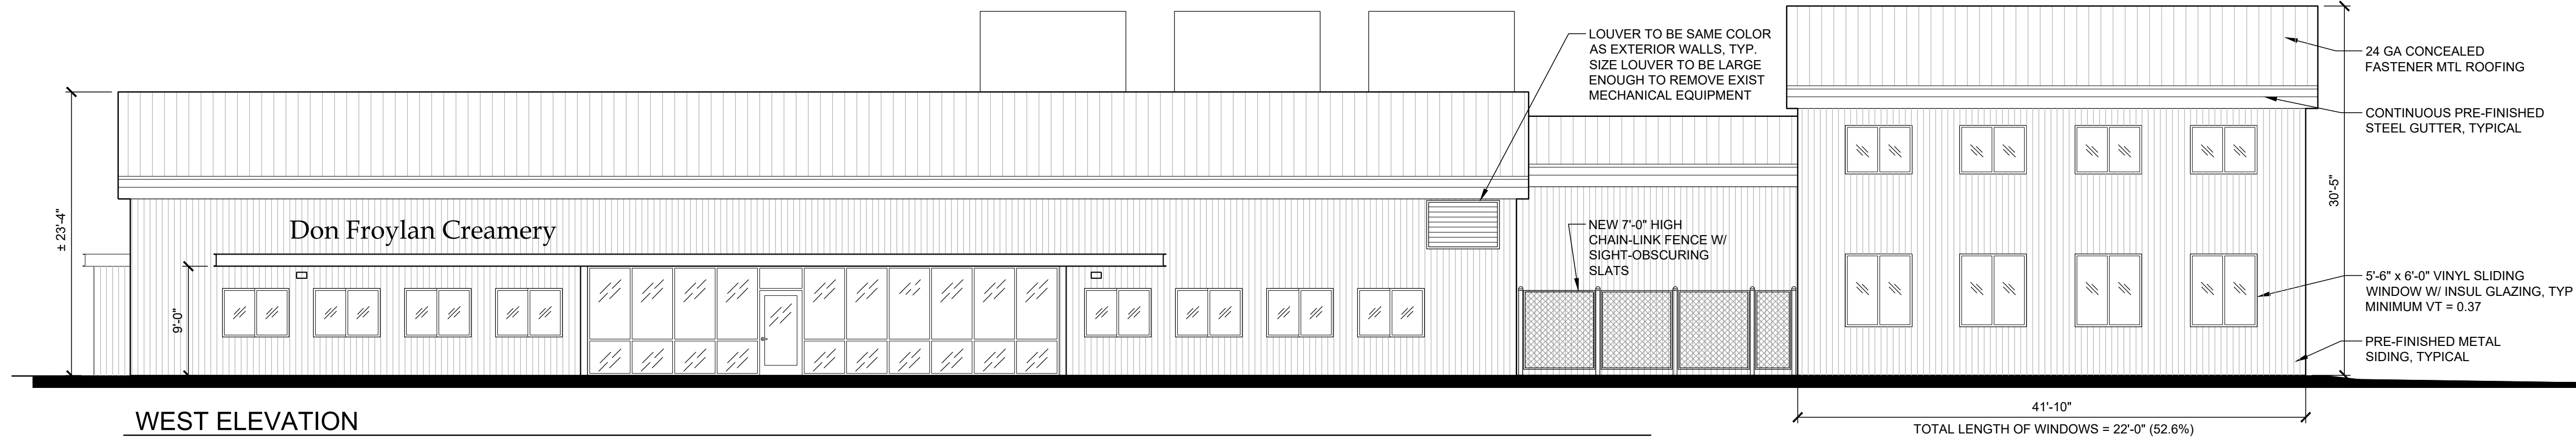 LOUVER TO BE SAME COLOR
AS EXTERIOR WALLS, TYP.
SIZE LOUVER TO BE LARGE
ENOUGH TO REMOVE EXIST
MECHANICAL EQUIPMENT
24 GA CONCEALED
FASTENER MTL ROOFING
CONTINUOUS PRE-FINISHED
STEEL GUTTER, TYPICAL
± 23'-4"
30'-5"
Don Froylan Creamery
NEW 7'-0" HIGH
CHAIN-LINK FENCE W/
SIGHT-OBSCURING
SLATS
9'-0"
5'-6" x 6'-0" VINYL SLIDING
WINDOW W/ INSUL GLAZING, TYP
MINIMUM VT = 0.37
PRE-FINISHED METAL
SIDING, TYPICAL
41'-10"
TOTAL LENGTH OF WINDOWS = 22'-0" (52.6%)
WEST ELEVATION